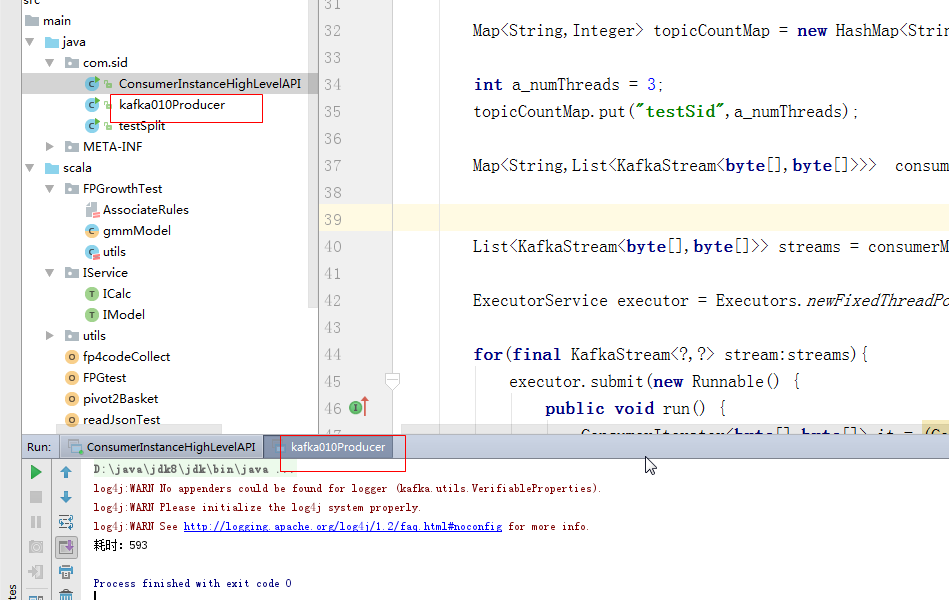 src
main
java
com.sid
ConsumerInstanceHighLevelAPI
kafka010Producer
testSplit
META-INF
scala
FPGrowthTest
AssociateRules
gmmModel
utils
IService
ICalc
IModel
utils
fp4codeCollect
FPGtest
pivot2Basket
readJsonTest
31
32 Map<String,Integer> topicCountMap = new HashMap<Strin
33
34 int a_numThreads = 3;
35 topicCountMap.put("testSid",a_numThreads);
36
37 Map<String,List<KafkaStream<byte[],byte[]>>> consum
38
39
40 List<KafkaStream<byte[],byte[]>> streams = consumerM
41
42 ExecutorService executor = Executors.newFixedThreadPo
43
44 for(final KafkaStream<?,?> stream:streams){
45 executor.submit(new Runnable() {
46 public void run() {
47 ConsumerIterator<byte[],byte[]> it = (Co
Run: ConsumerInstanceHighLevelAPI kafka010Producer
D:\java\jdk8\jdk\bin\java ...
log4j:WARN No appenders could be found for logger (kafka.utils.VerifiableProperties).
log4j:WARN Please initialize the log4j system properly.
log4j:WARN See http://logging.apache.org/log4j/1.2/faq.html#noconfig for more info.
耗时：593
Process finished with exit code 0